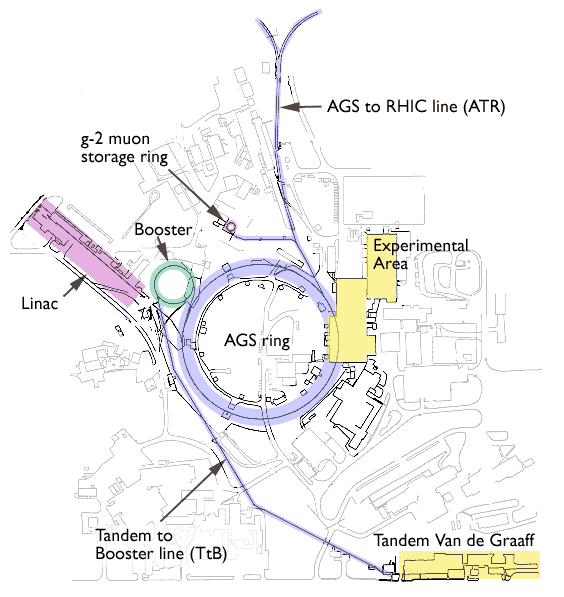 AGS to RHIC line (ATR)
g-2 muon
storage ring
Booster
Experimental
Area
Linac
AGS ring
Tandem to
Booster line (TtB)
Tandem Van de Graaff